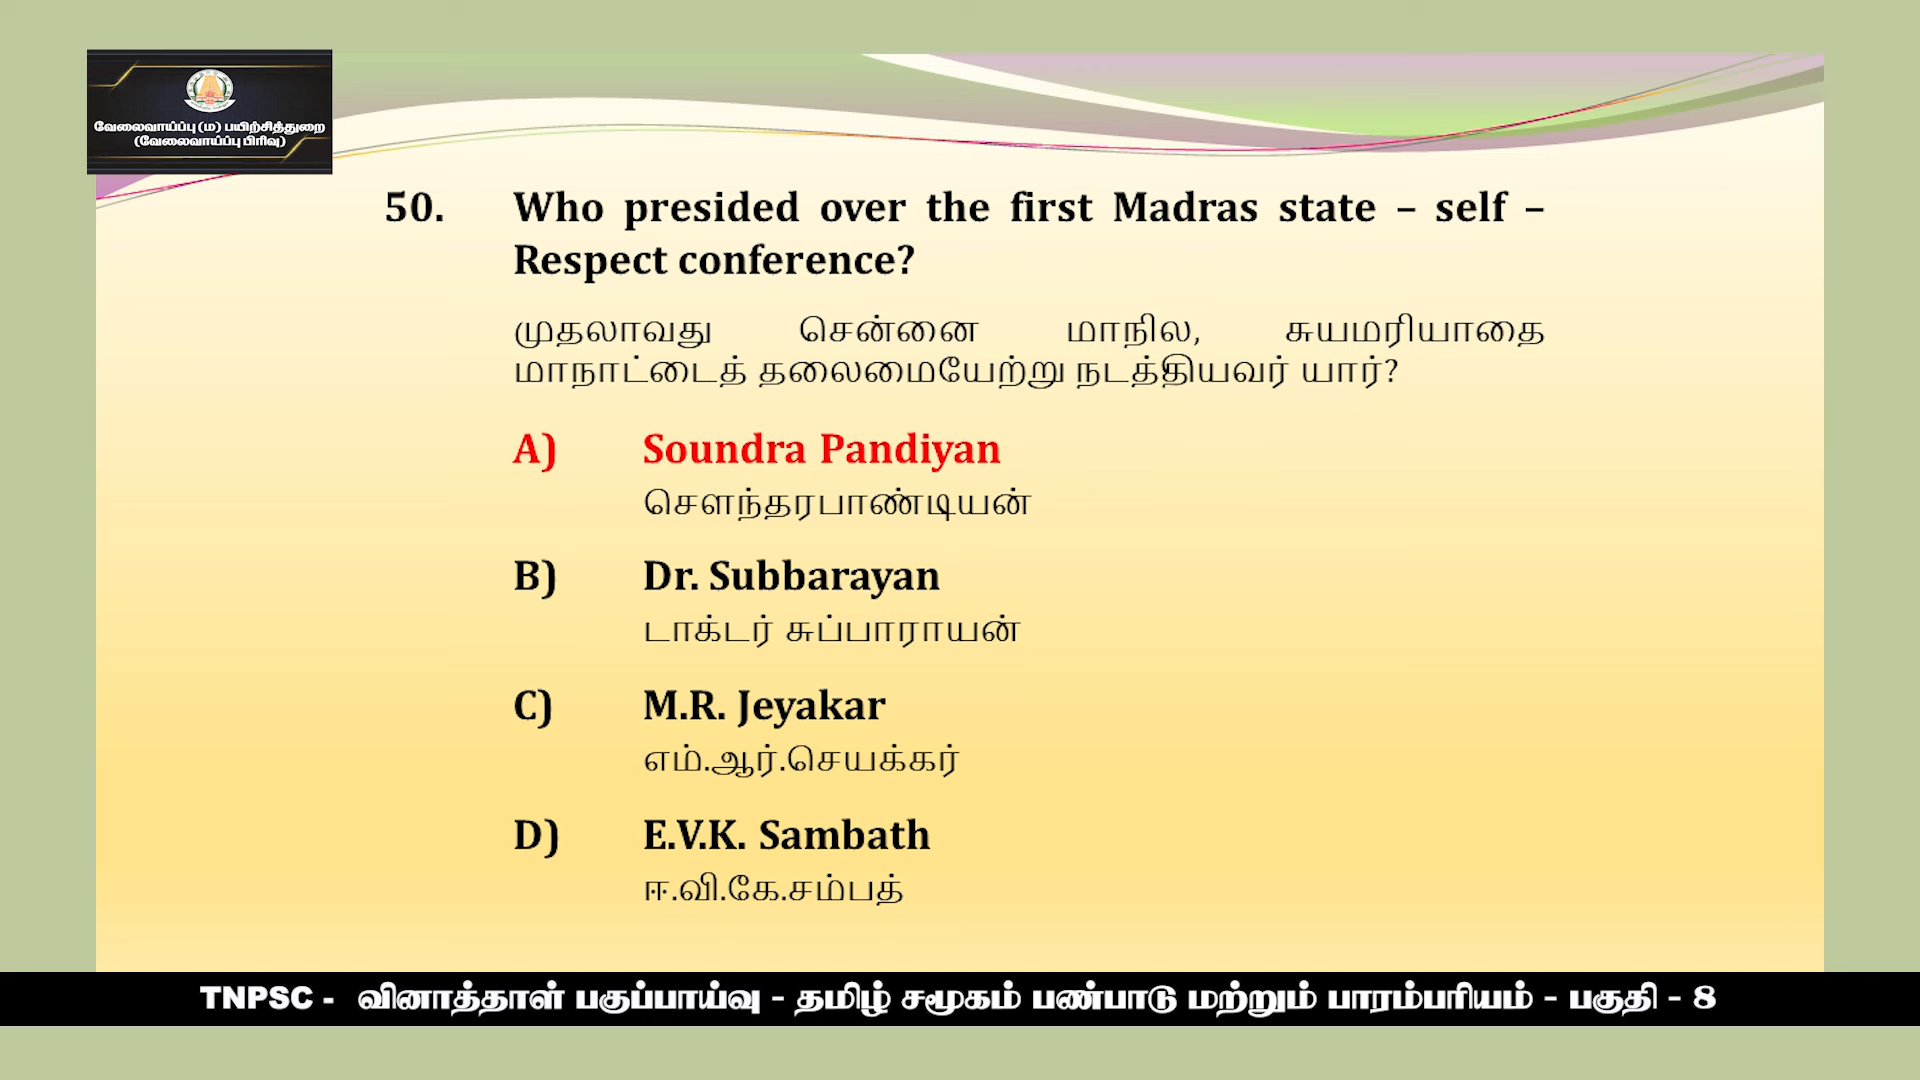 வேலைவாய்ப்பு (ம) பயிற்சித்துறை
(வேலைவாய்ப்பு பிரிவு)
50. Who presided over the first Madras state – self –
Respect conference?
முதலாவது சென்னை மாநில, சுயமரியாதை
மாநாட்டைத் தலைமையேற்று நடத்தியவர் யார்?
A) Soundra Pandiyan
சௌந்தரபாண்டியன்
B) Dr. Subbarayan
டாக்டர் சுப்பாராயன்
C) M.R. Jeyakar
எம்.ஆர்.செயக்கர்
D) E.V.K. Sambath
ஈ.வி.கே.சம்பத்
TNPSC - வினாத்தாள் பகுப்பாய்வு - தமிழ் சமூகம் பண்பாடு மற்றும் பாரம்பரியம் - பகுதி - 8